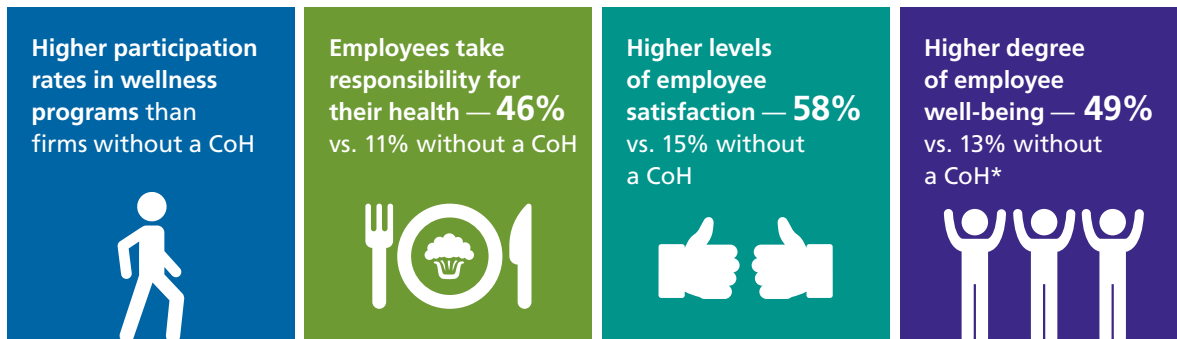 Higher participation
rates in wellness
programs than
firms without a CoH
Employees take
responsibility for
their health — 46%
vs. 11% without a CoH
Higher levels
of employee
satisfaction — 58%
vs. 15% without
a CoH
Higher degree
of employee
well-being — 49%
vs. 13% without
a CoH*